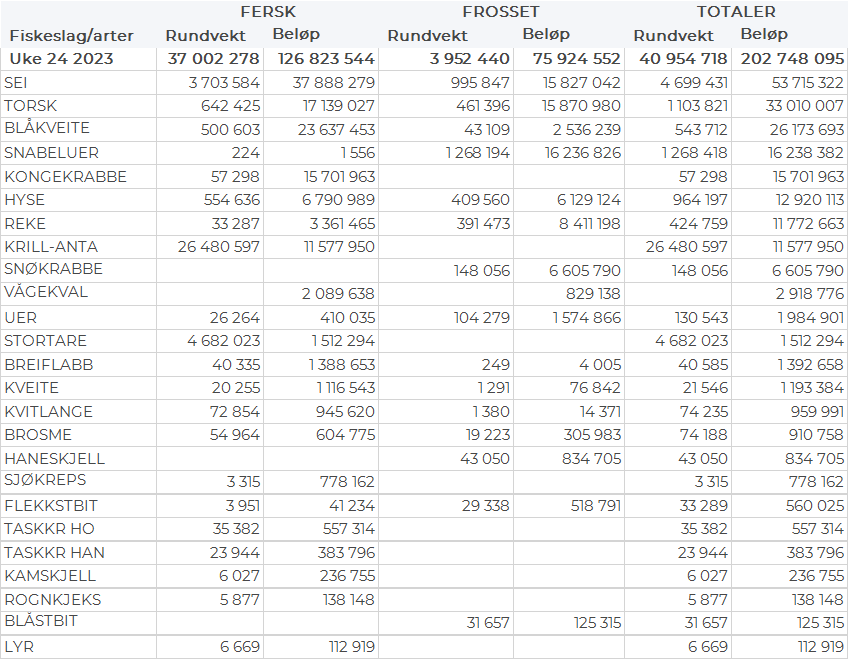 FERSK FROSSET TOTALER
Fiskeslag/arter Rundvekt Beløp Rundvekt Beløp Rundvekt Beløp
Uke 24 2023 37 002 278 126 823 544 3 952 440 75 924 552 40 954 718 202 748 095
SEI 3 703 584 37 888 279 995 847 15 827 042 4 699 431 53 715 322
TORSK 642 425 17 139 027 461 396 15 870 980 1 103 821 33 010 007
BLÅKVEITE 500 603 23 637 453 43 109 2 536 239 543 712 26 173 693
SNABELUER 224 1 556 1 268 194 16 236 826 1 268 418 16 238 382
KONGEKRABBE 57 298 15 701 963 57 298 15 701 963
HYSE 554 636 6 790 989 409 560 6 129 124 964 197 12 920 113
REKE 33 287 3 361 465 391 473 8 411 198 424 759 11 772 663
KRILL-ANTA 26 480 597 11 577 950 26 480 597 11 577 950
SNØKRABBE 148 056 6 605 790 148 056 6 605 790
VÅGEKVAL 2 089 638 829 138 2 918 776
UER 26 264 410 035 104 279 1 574 866 130 543 1 984 901
STORTARE 4 682 023 1 512 294 4 682 023 1 512 294
BREIFLABB 40 335 1 388 653 249 4 005 40 585 1 392 658
KVEITE 20 255 1 116 543 1 291 76 842 21 546 1 193 384
KVITLANGE 72 854 945 620 1 380 14 371 74 235 959 991
BROSME 54 964 604 775 19 223 305 983 74 188 910 758
HANESKJELL 43 050 834 705 43 050 834 705
SJØKREPS 3 315 778 162 3 315 778 162
FLEKKSTBIT 3 951 41 234 29 338 518 791 33 289 560 025
TASKKR HO 35 382 557 314 35 382 557 314
TASKKR HAN 23 944 383 796 23 944 383 796
KAMSKJELL 6 027 236 755 6 027 236 755
ROGNKJEKS 5 877 138 148 5 877 138 148
BLÅSTBIT 31 657 125 315 31 657 125 315
LYR 6 669 112 919 6 669 112 919